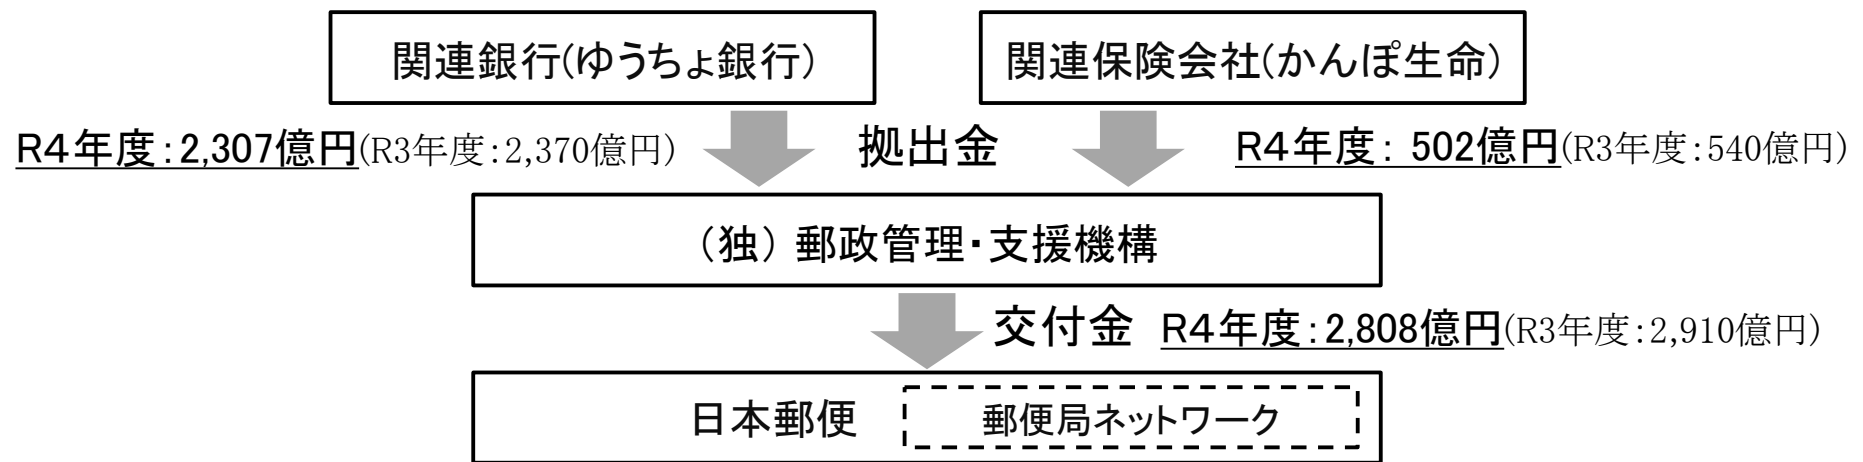 関連銀行(ゆうちょ銀行)
関連保険会社(かんぽ生命)
R4年度:2,307億円(R3年度:2,370億円)
拠出金
R4年度: 502億円(R3年度:540億円)
(独)郵政管理・支援機構
交付金 R4年度:2,808億円(R3年度:2,910億円)
日本郵便
郵便局ネットワーク